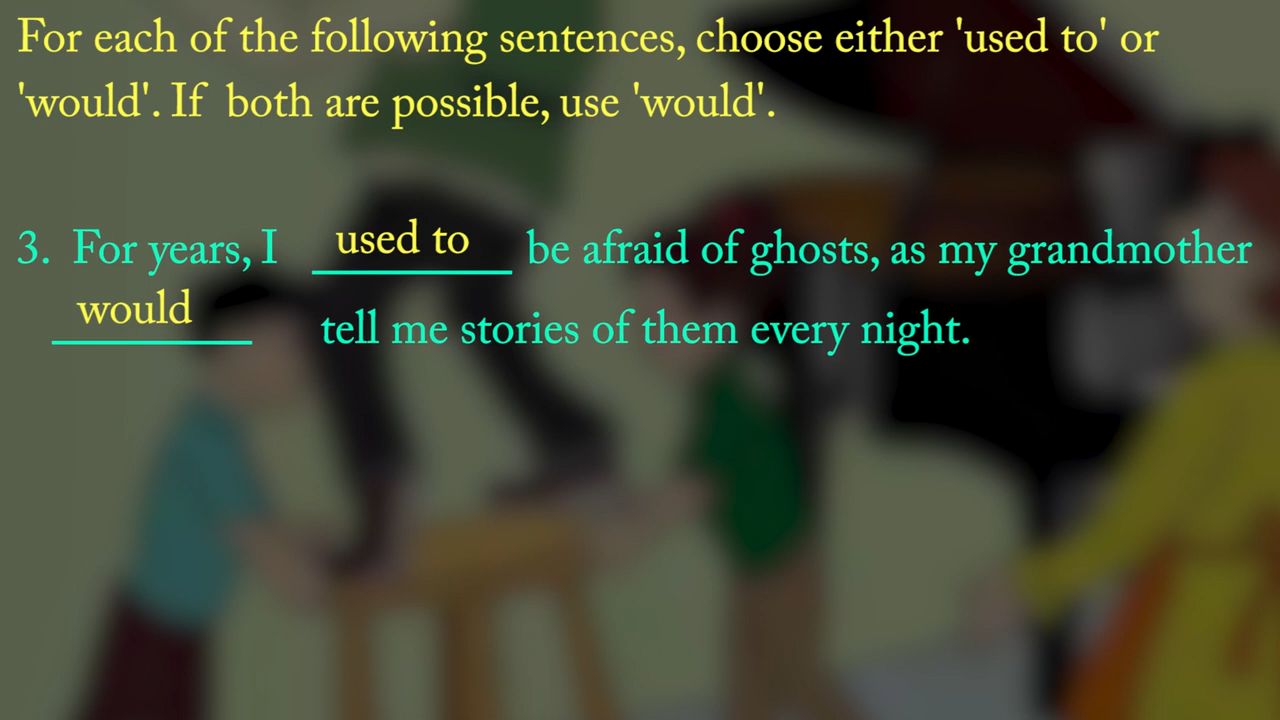 For each of the following sentences, choose either 'used to' or
'would'. If both are possible, use 'would'.
3. For years, I used to be afraid of ghosts, as my grandmother
would tell me stories of them every night.